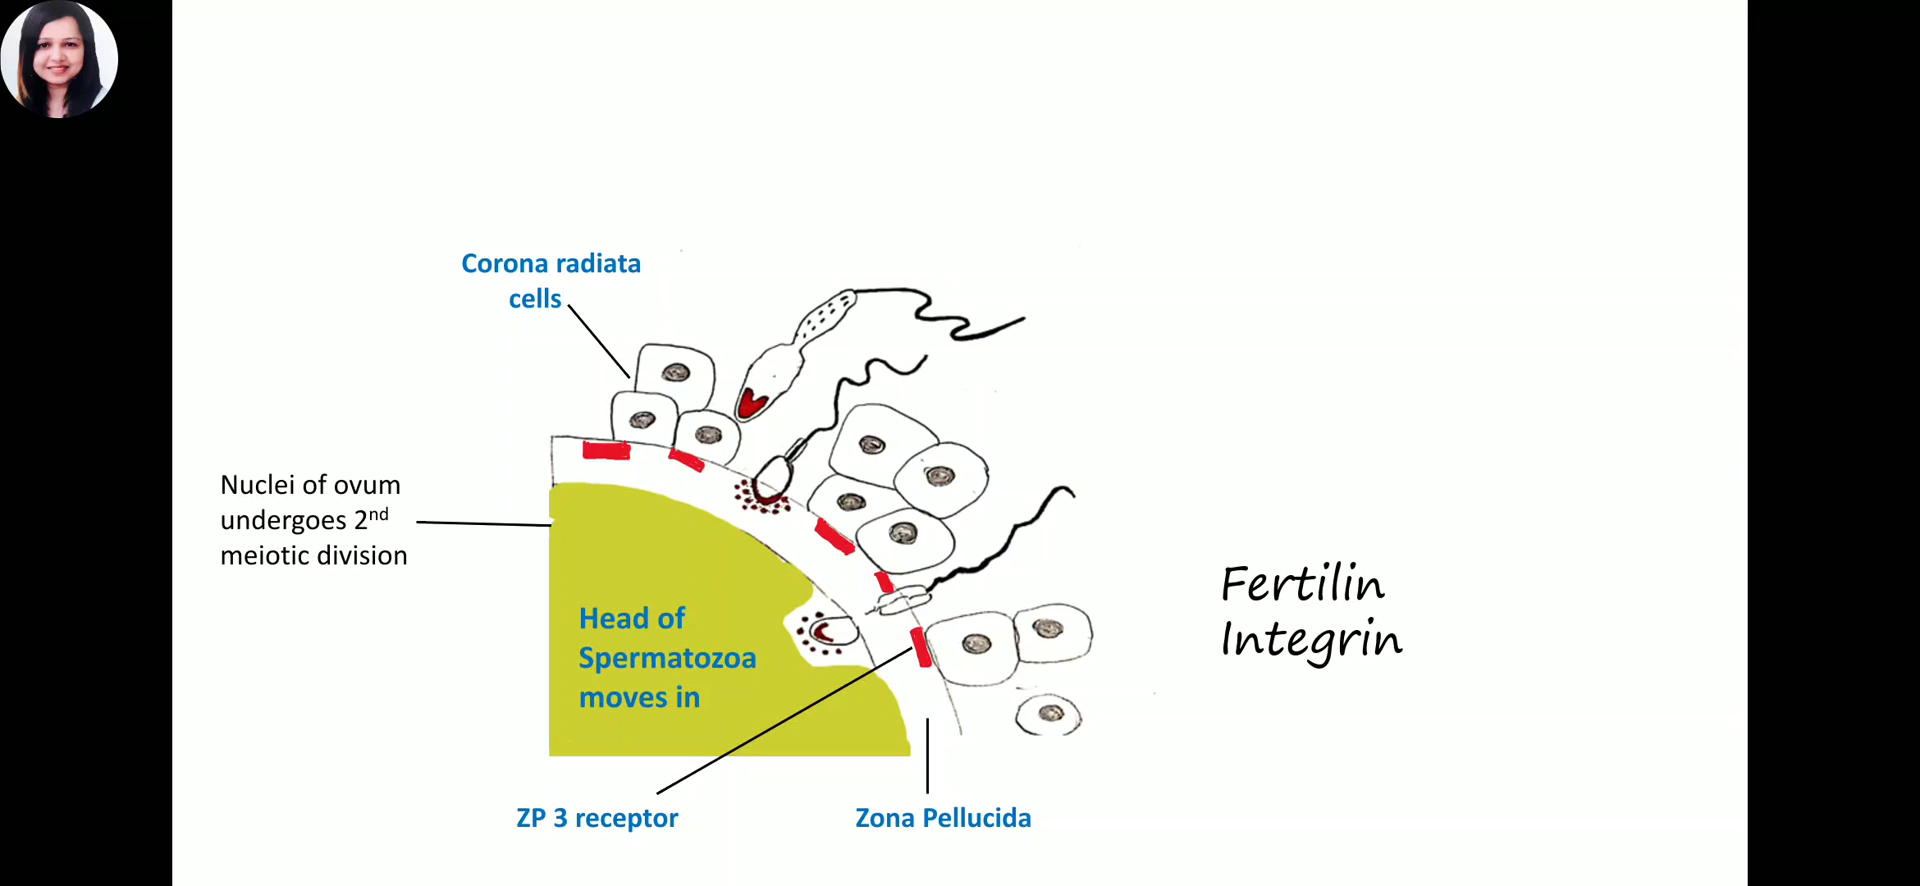 Corona radiata
cells
Nuclei of ovum
undergoes 2nd
meiotic division
Head of
Spermatozoa
moves in
Fertilin
Integrin
ZP 3 receptor
Zona Pellucida